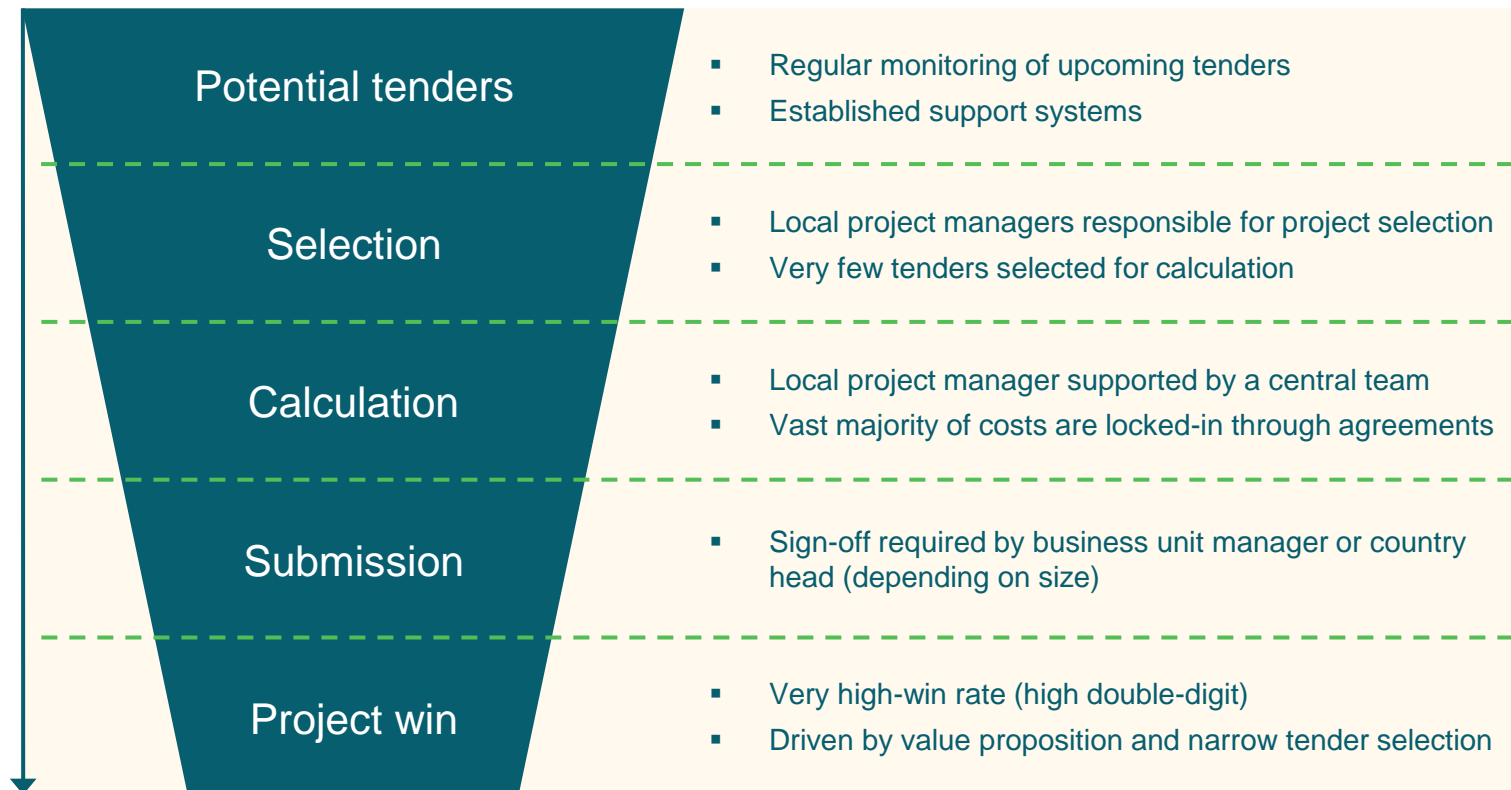 Potential tenders
▪ Regular monitoring of upcoming tenders
▪ Established support systems
Selection
▪ Local project managers responsible for project selection
▪ Very few tenders selected for calculation
Calculation
▪ Local project manager supported by a central team
▪ Vast majority of costs are locked-in through agreements
Submission
▪ Sign-off required by business unit manager or country
head (depending on size)
Project win
▪ Very high-win rate (high double-digit)
▪ Driven by value proposition and narrow tender selection